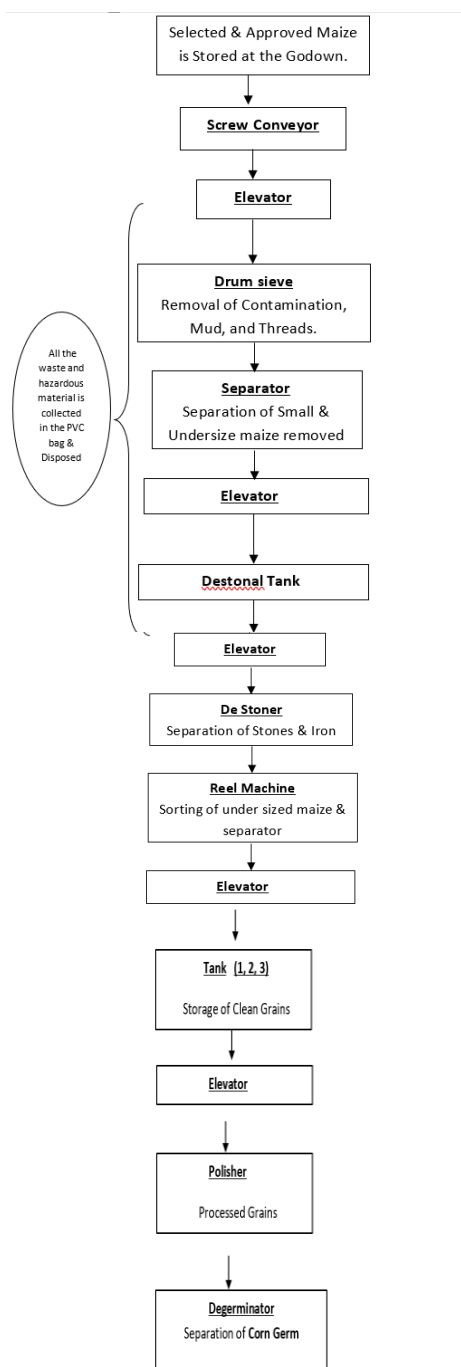 Selected & Approved Maize
is Stored at the Godown.
Screw Conveyor
Elevator
Drum sieve
Removal of Contamination,
Mud, and Threads.
All the
waste and
hazardous
material is
collected
in the PVC
bag &
Disposed
Separator
Separation of Small &
Undersize maize removed
Elevator
Destonal Tank
Elevator
De Stoner
Separation of Stones & Iron
Reel Machine
Sorting of under sized maize &
separator
Elevator
Tank (1, 2, 3)
Storage of Clean Grains
Elevator
Polisher
Processed Grains
Degerminator
Separation of Corn Germ